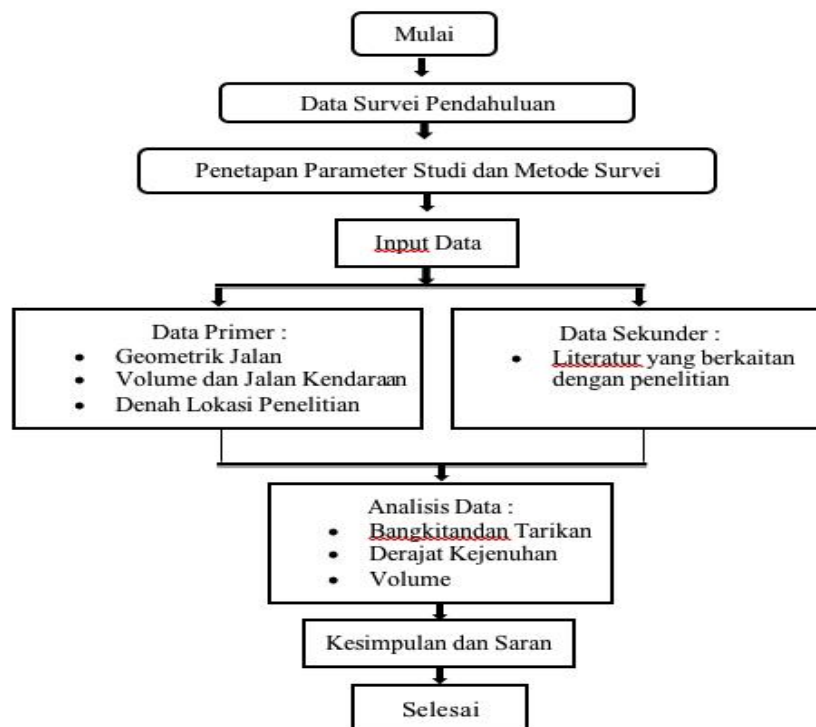 Mulai
Data Survei Pendahuluan
Penetapan Parameter Studi dan Metode Survei
Input Data
Data Primer :
• Geometrik Jalan
• Volume dan Jalan Kendaraan
• Denah Lokasi Penelitian
Data Sekunder :
• Literatur yang berkaitan
dengan penelitian
Analisis Data :
• Bangkitandan Tarikan
• Derajat Kejenuhan
• Volume
Kesimpulan dan Saran
Selesai